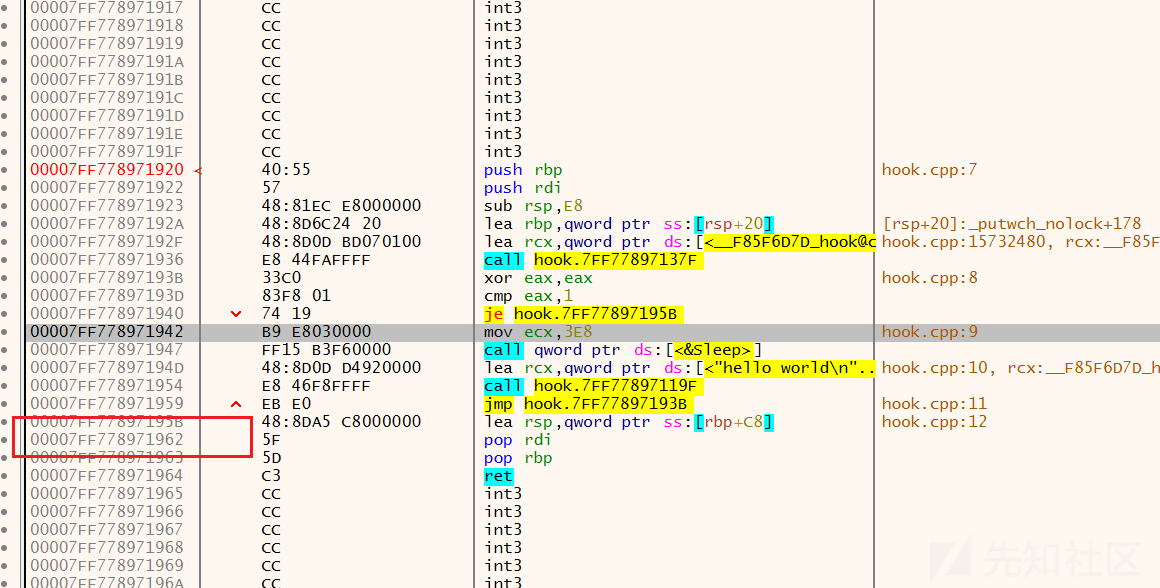 00007FF778971917 CC int3
00007FF778971918 CC int3
00007FF778971919 CC int3
00007FF77897191A CC int3
00007FF77897191B CC int3
00007FF77897191C CC int3
00007FF77897191D CC int3
00007FF77897191E CC int3
00007FF77897191F CC int3
00007FF778971920 < 40:55 push rbp hook.cpp:7
00007FF778971922 57 push rdi
00007FF778971923 48:81EC E8000000 sub rsp,E8
00007FF77897192A 48:8D6C24 20 lea rbp,qword ptr ss:[rsp+20] [rsp+20]:_putwch_nolock+178
00007FF77897192F 48:8D0D BD070100 lea rcx,qword ptr ds:[<__F85F6D7D_hook@c hook.cpp:15732480, rcx:__F85F
00007FF778971936 E8 44FAFFFF call hook.7FF77897137F
00007FF77897193B 33C0 xor eax,eax hook.cpp:8
00007FF77897193D 83F8 01 cmp eax,1
00007FF778971940 74 19 je hook.7FF77897195B
00007FF778971942 B9 E8030000 mov ecx,3E8 hook.cpp:9
00007FF778971947 FF15 B3F60000 call qword ptr ds:[<&Sleep>]
00007FF77897194D 48:8D0D D4920000 lea rcx,qword ptr ds:[<"hello world\n".. hook.cpp:10, rcx:__F85F6D7D_h
00007FF778971954 E8 46F8FFFF call hook.7FF77897119F
00007FF778971959 EB E0 jmp hook.7FF77897193B hook.cpp:11
00007FF77897195B 48:8DA5 C8000000 lea rsp,qword ptr ss:[rbp+C8] hook.cpp:12
00007FF778971962 5F pop rdi
00007FF778971963 5D pop rbp
00007FF778971964 C3 ret
00007FF778971965 CC int3
00007FF778971966 CC int3
00007FF778971967 CC int3
00007FF778971968 CC int3
00007FF778971969 CC int3
00007FF77897196A CC int3
先知社区